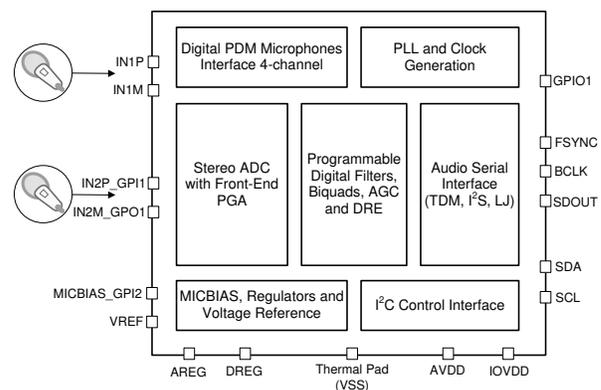 Digital PDM Microphones
Interface 4-channel
PLL and Clock
Generation
IN1P
IN1M
GPIO1
Stereo ADC
with Front-End
PGA
Programmable
Digital Filters,
Biquads, AGC
and DRE
Audio Serial
Interface
(TDM, I²S, LJ)
FSYNC
BCLK
SDOUT
IN2P_GPI1
IN2M_GPO1
SDA
SCL
MICBIAS_GPI2
VREF
MICBIAS, Regulators and
Voltage Reference
I²C Control Interface
AREG
DREG
Thermal Pad
(VSS)
AVDD
IOVDD